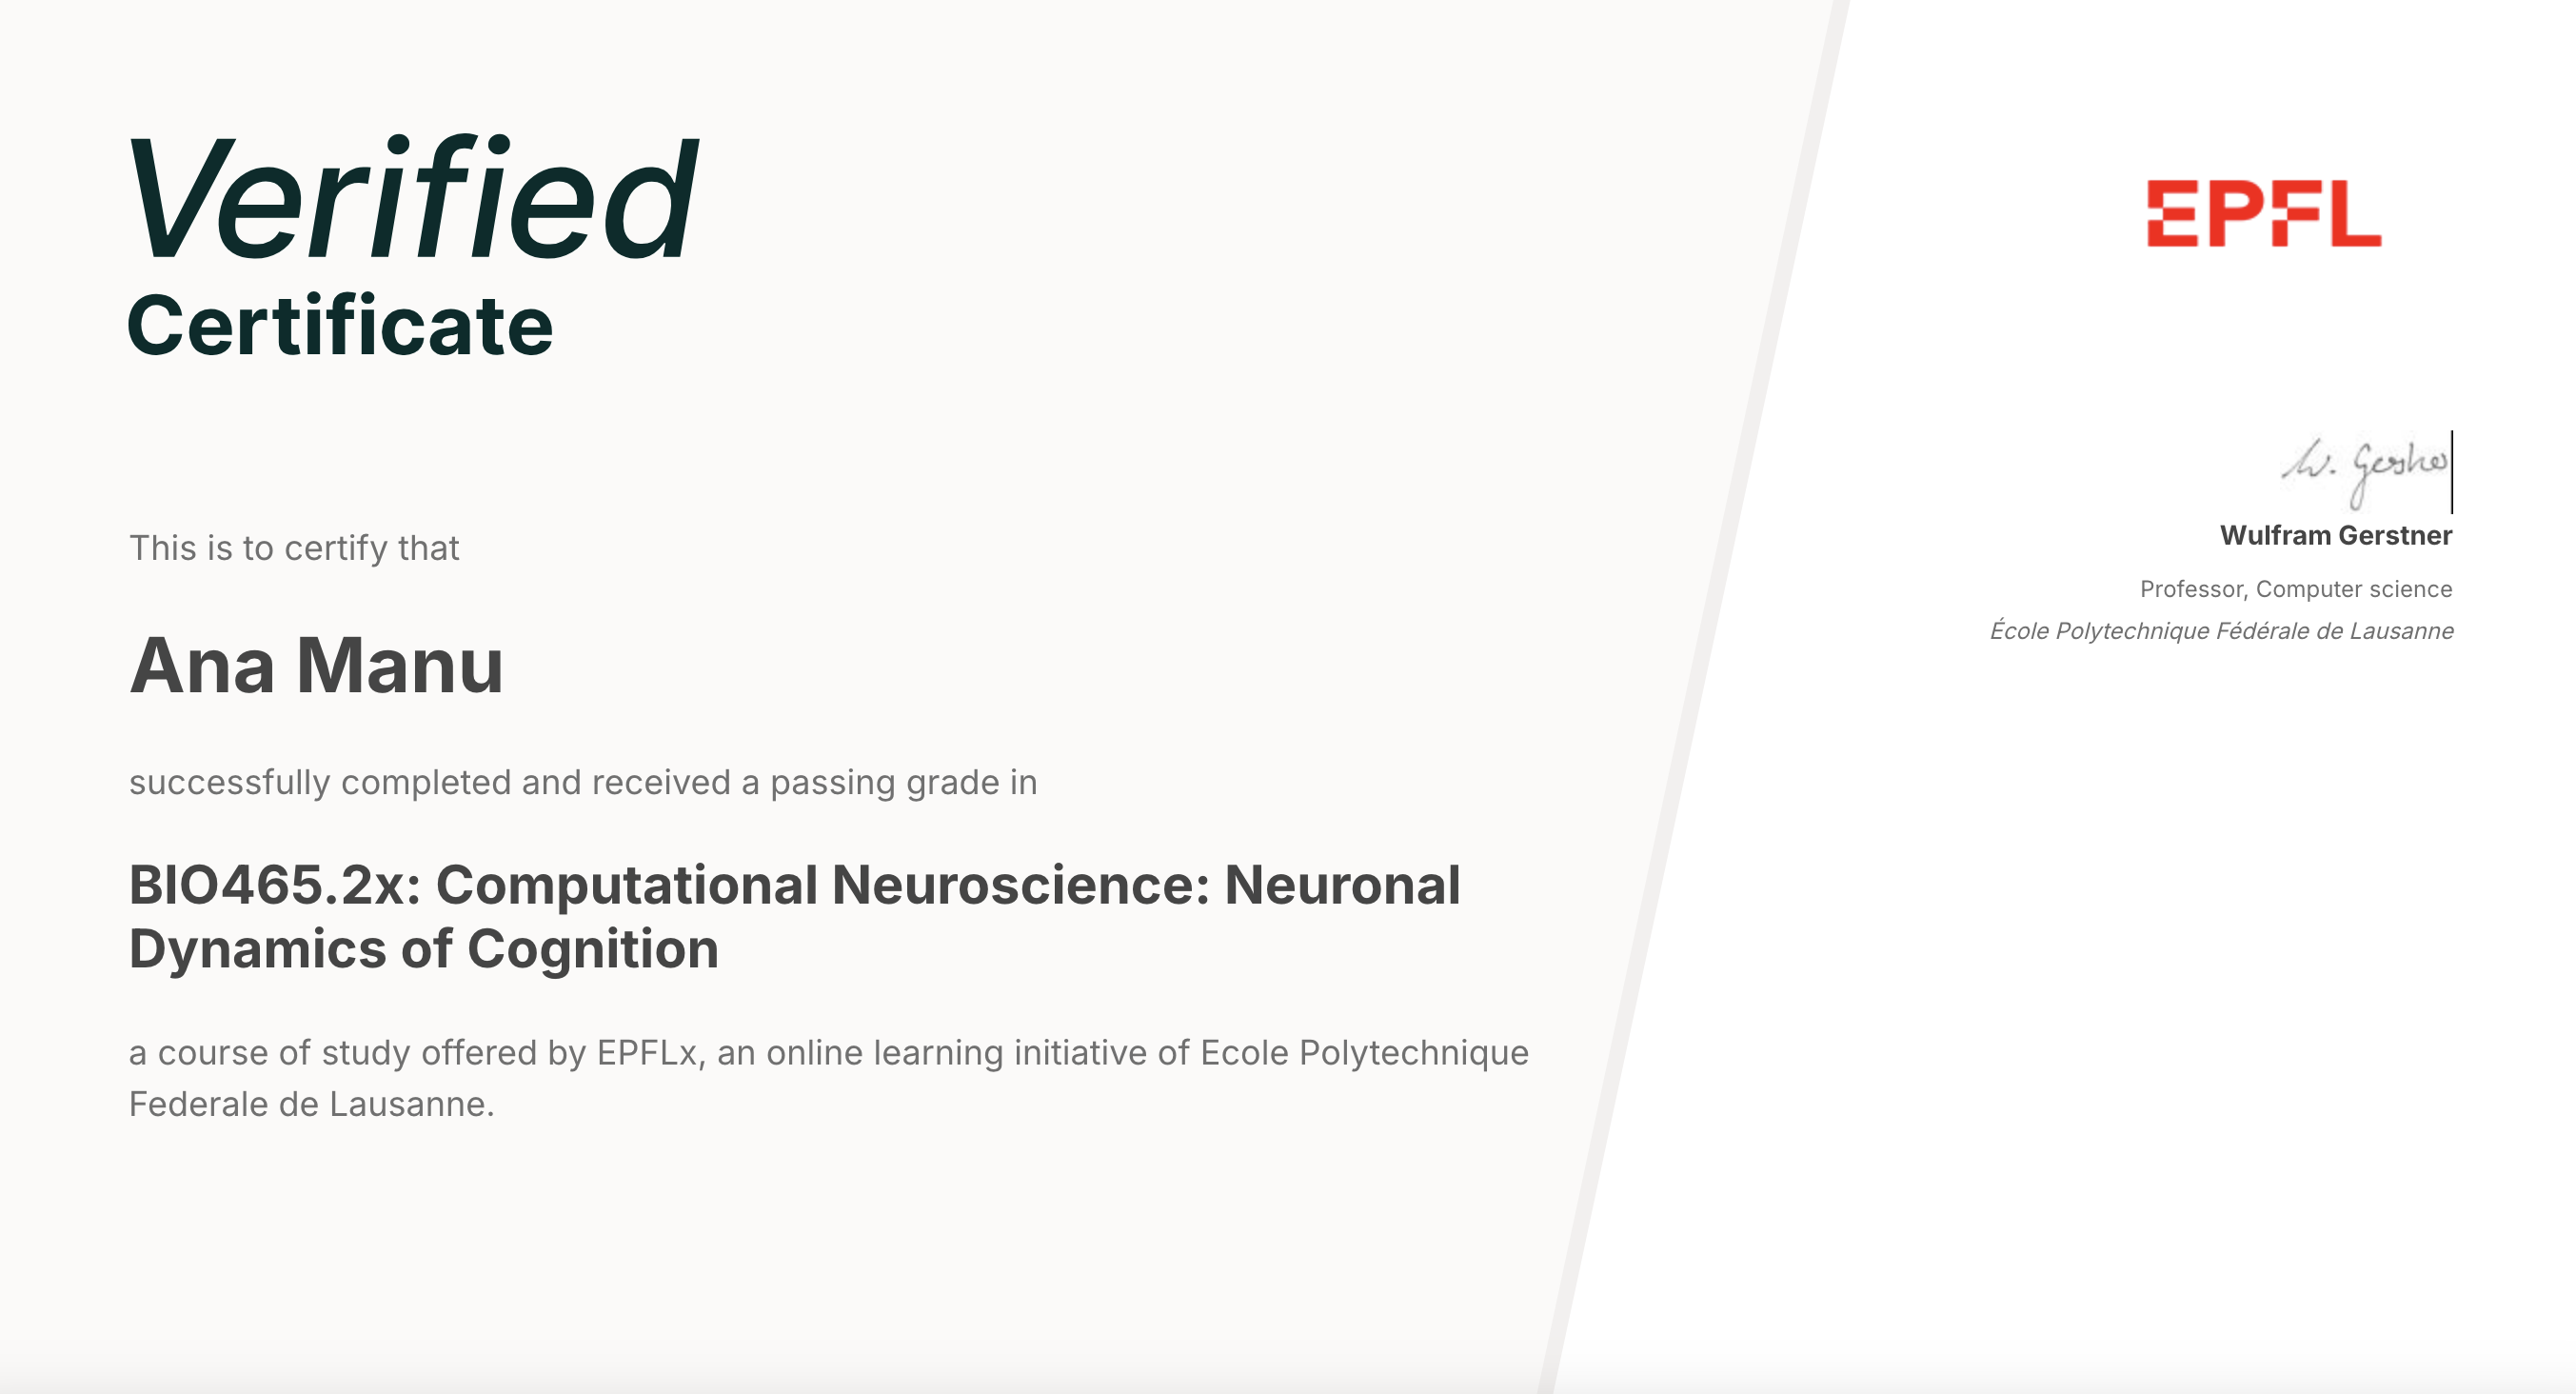 Verified
Certificate
This is to certify that
Ana Manu
successfully completed and received a passing grade in
BIO465.2x: Computational Neuroscience: Neuronal
Dynamics of Cognition
a course of study offered by EPFLx, an online learning initiative of Ecole Polytechnique
Federale de Lausanne.
EPFL
W. Gerstner
Wulfram Gerstner
Professor, Computer science
École Polytechnique Fédérale de Lausanne